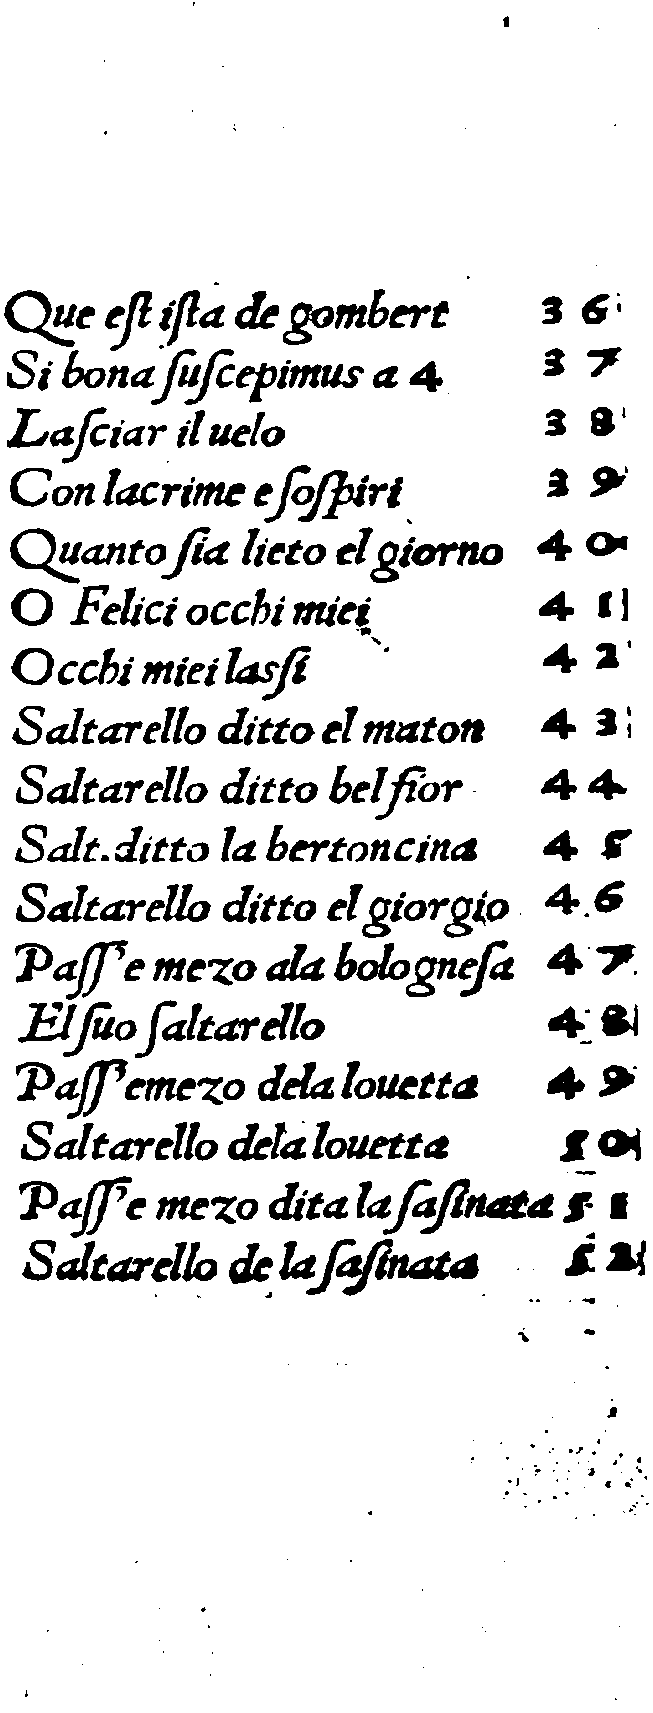 Que eſt iſta de gombert 36
Si bona ſuſcepimus a 4 37
Laſciar il uelo 38
Con lacrime e ſoſpiri 39
Quanto ſia lieto el giorno 40
O Felici occhi miei 41
Occhi miei lasſi 42
Saltarello ditto el maton 43
Saltarello ditto bel fior 44
Salt. ditto la bertoncina 45
Saltarello ditto el giorgio 46
Paſſ'e mezo ala bologneſa 47
El ſuo ſaltarello 48
Paſſ'emezo dela louetta 49
Saltarello dela louetta 50
Paſſ'e mezo dita la ſaſinata 51
Saltarello de la ſaſinata 52